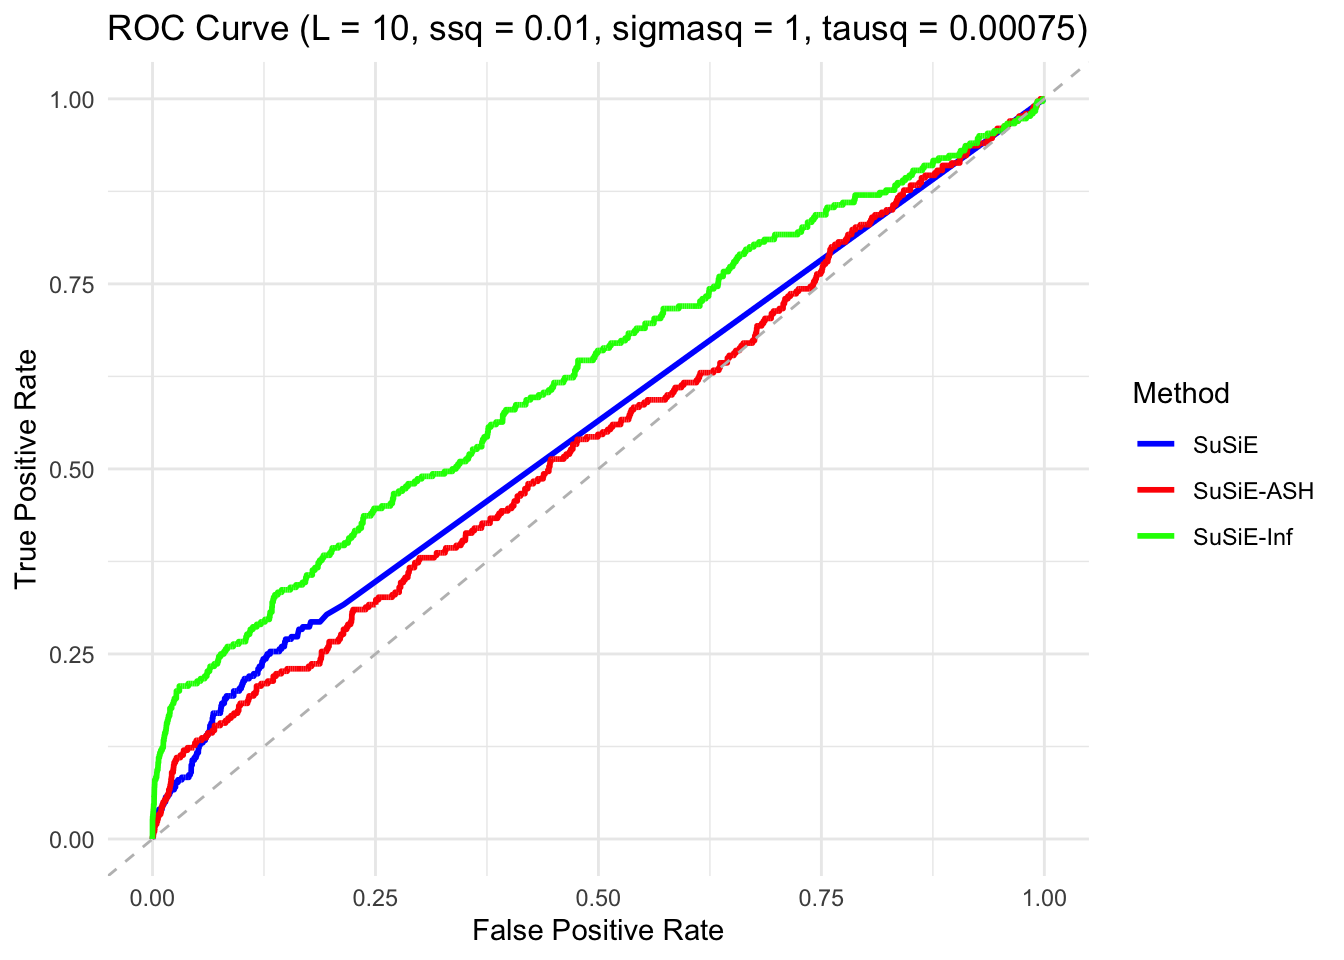 ROC Curve (L = 10, ssq = 0.01, sigmasq = 1, tausq = 0.00075)
True Positive Rate
1.00
0.75
0.50
0.25
0.00
0.00 0.25 0.50 0.75 1.00
False Positive Rate
Method
SuSiE
SuSiE-ASH
SuSiE-Inf